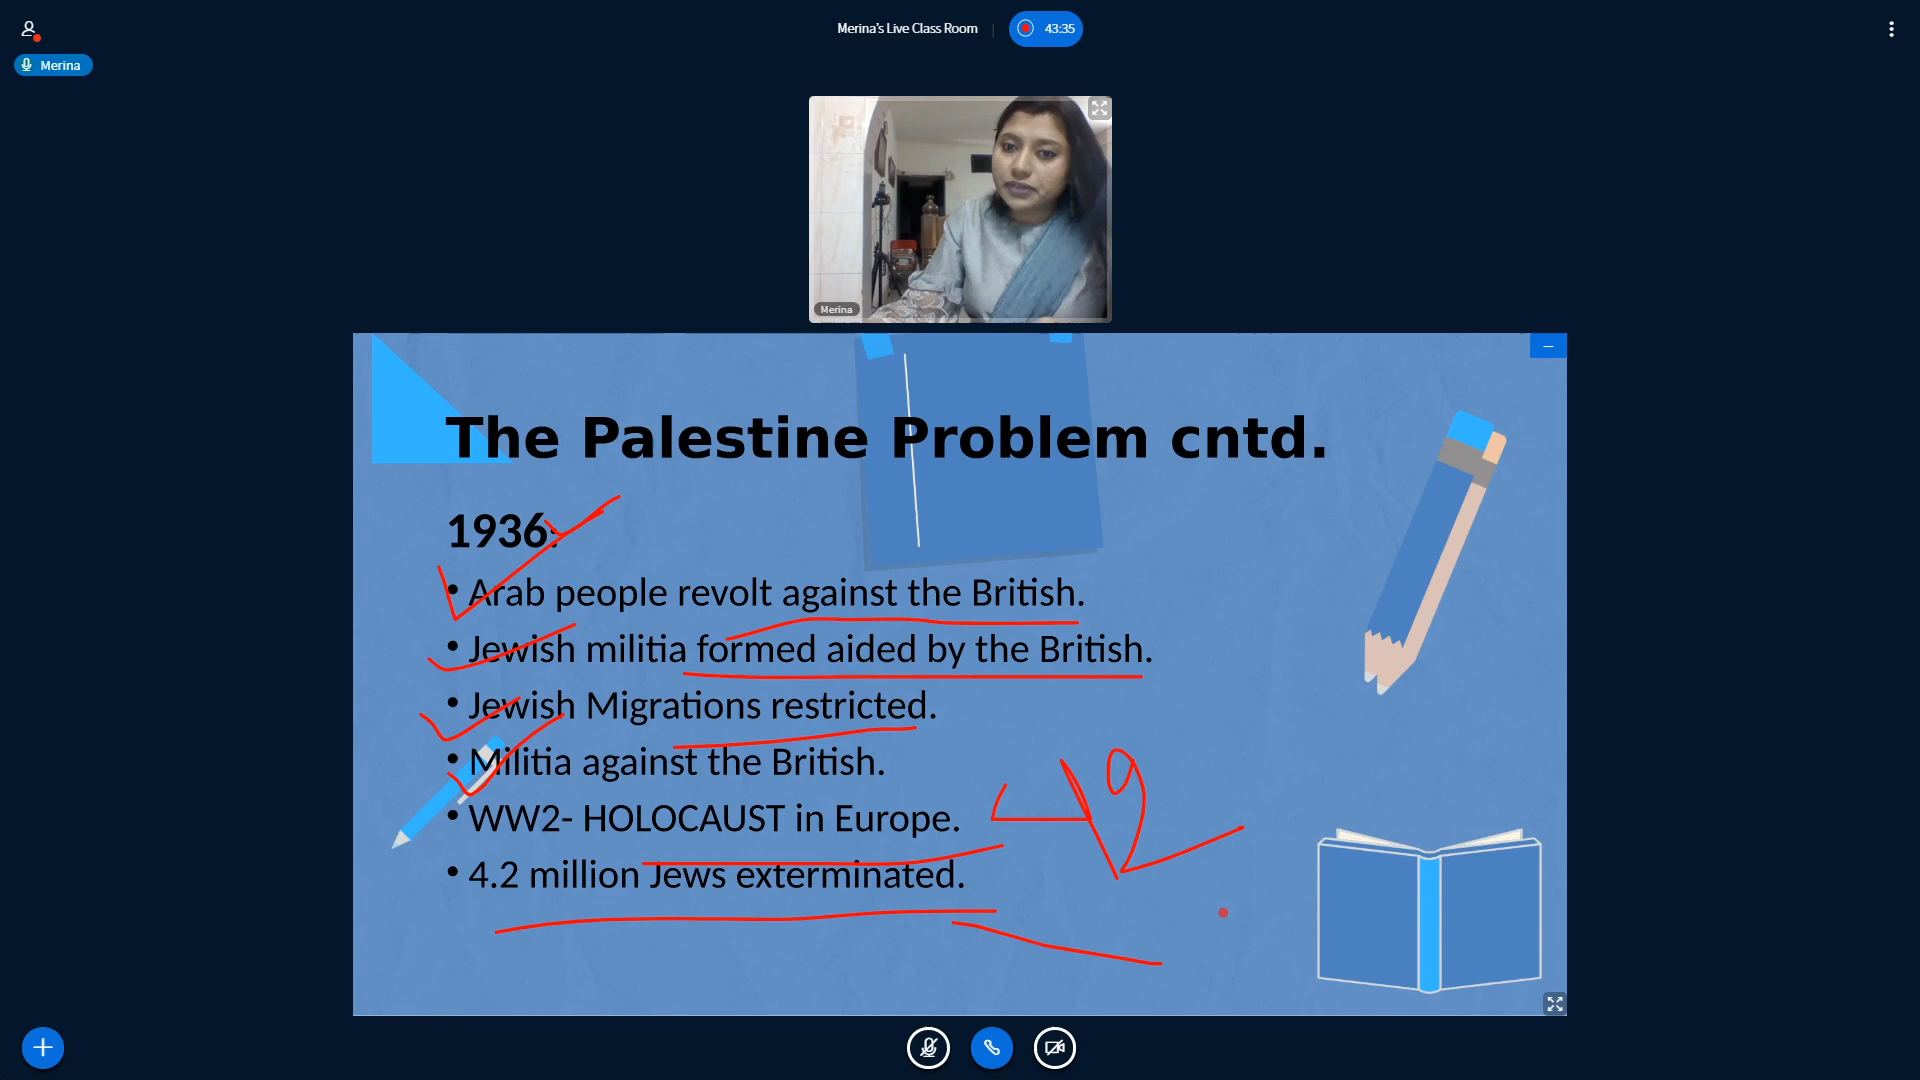 Merina's Live Class Room
43:35
Merina
Merina
The Palestine Problem cntd.
1936:
• Arab people revolt against the British.
• Jewish militia formed aided by the British.
• Jewish Migrations restricted.
• Militia against the British.
• WW2- HOLOCAUST in Europe.
• 4.2 million Jews exterminated.